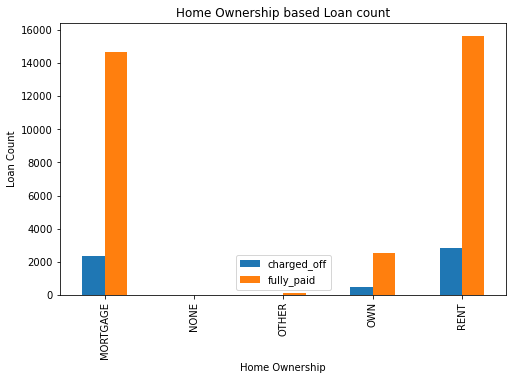 Home Ownership based Loan count
Loan Count
16000
14000
12000
10000
8000
6000
4000
2000
0
charged_off
fully_paid
MORTGAGE
NONE
OTHER
OWN
RENT
Home Ownership